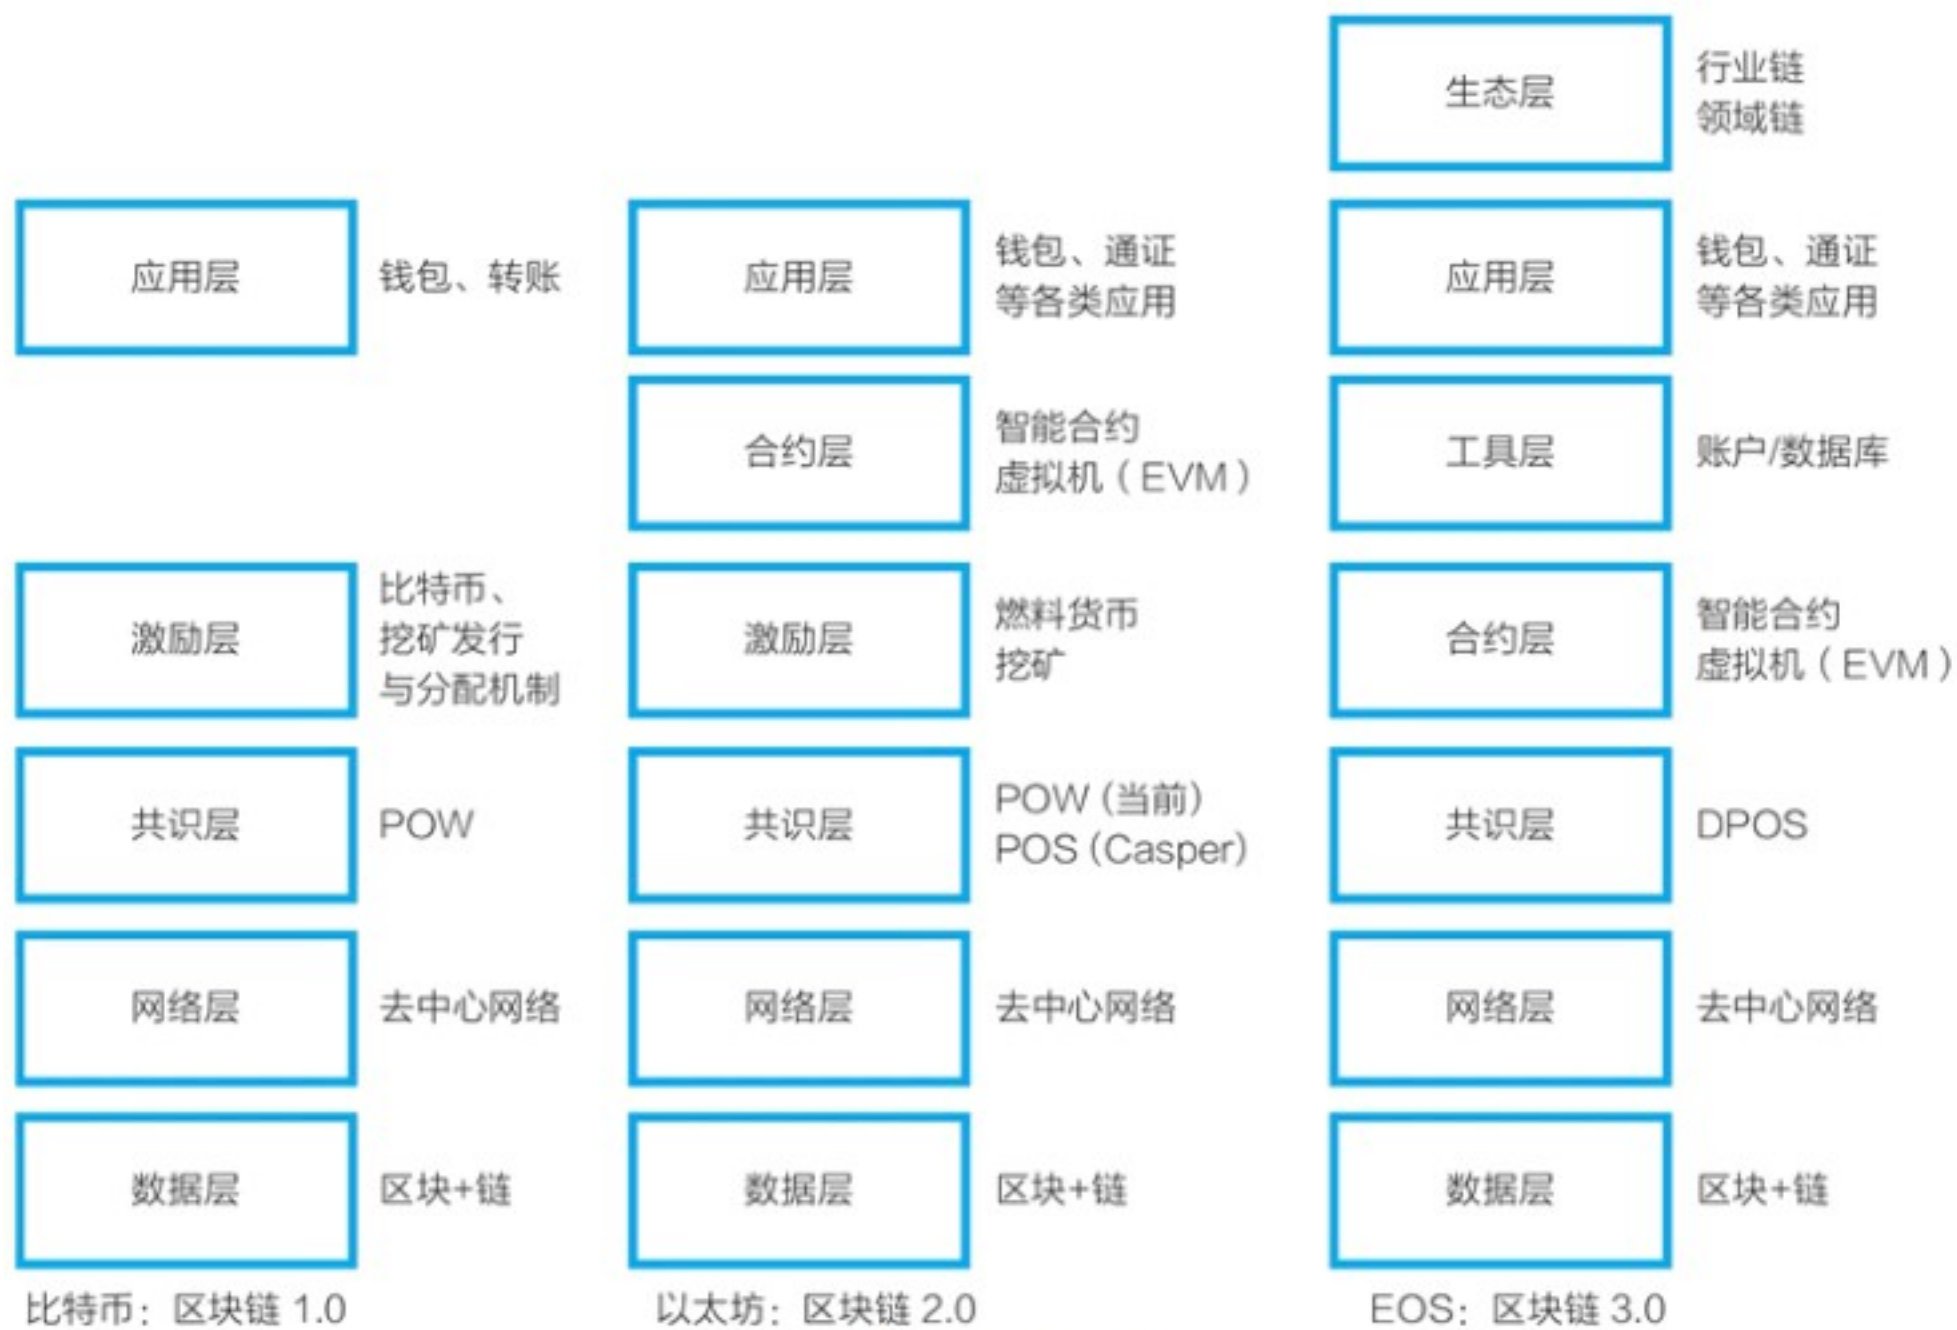 生态层
行业链
领域链
应用层
钱包、转账
应用层
钱包、通证
等各类应用
应用层
钱包、通证
等各类应用
合约层
智能合约
虚拟机（EVM）
工具层
账户/数据库
激励层
比特币、
挖矿发行
与分配机制
激励层
燃料货币
挖矿
合约层
智能合约
虚拟机（EVM）
共识层
POW
共识层
POW（当前）
POS（Casper）
共识层
DPOS
网络层
去中心网络
网络层
去中心网络
网络层
去中心网络
数据层
区块+链
数据层
区块+链
数据层
区块+链
比特币：区块链 1.0
以太坊：区块链 2.0
EOS：区块链 3.0